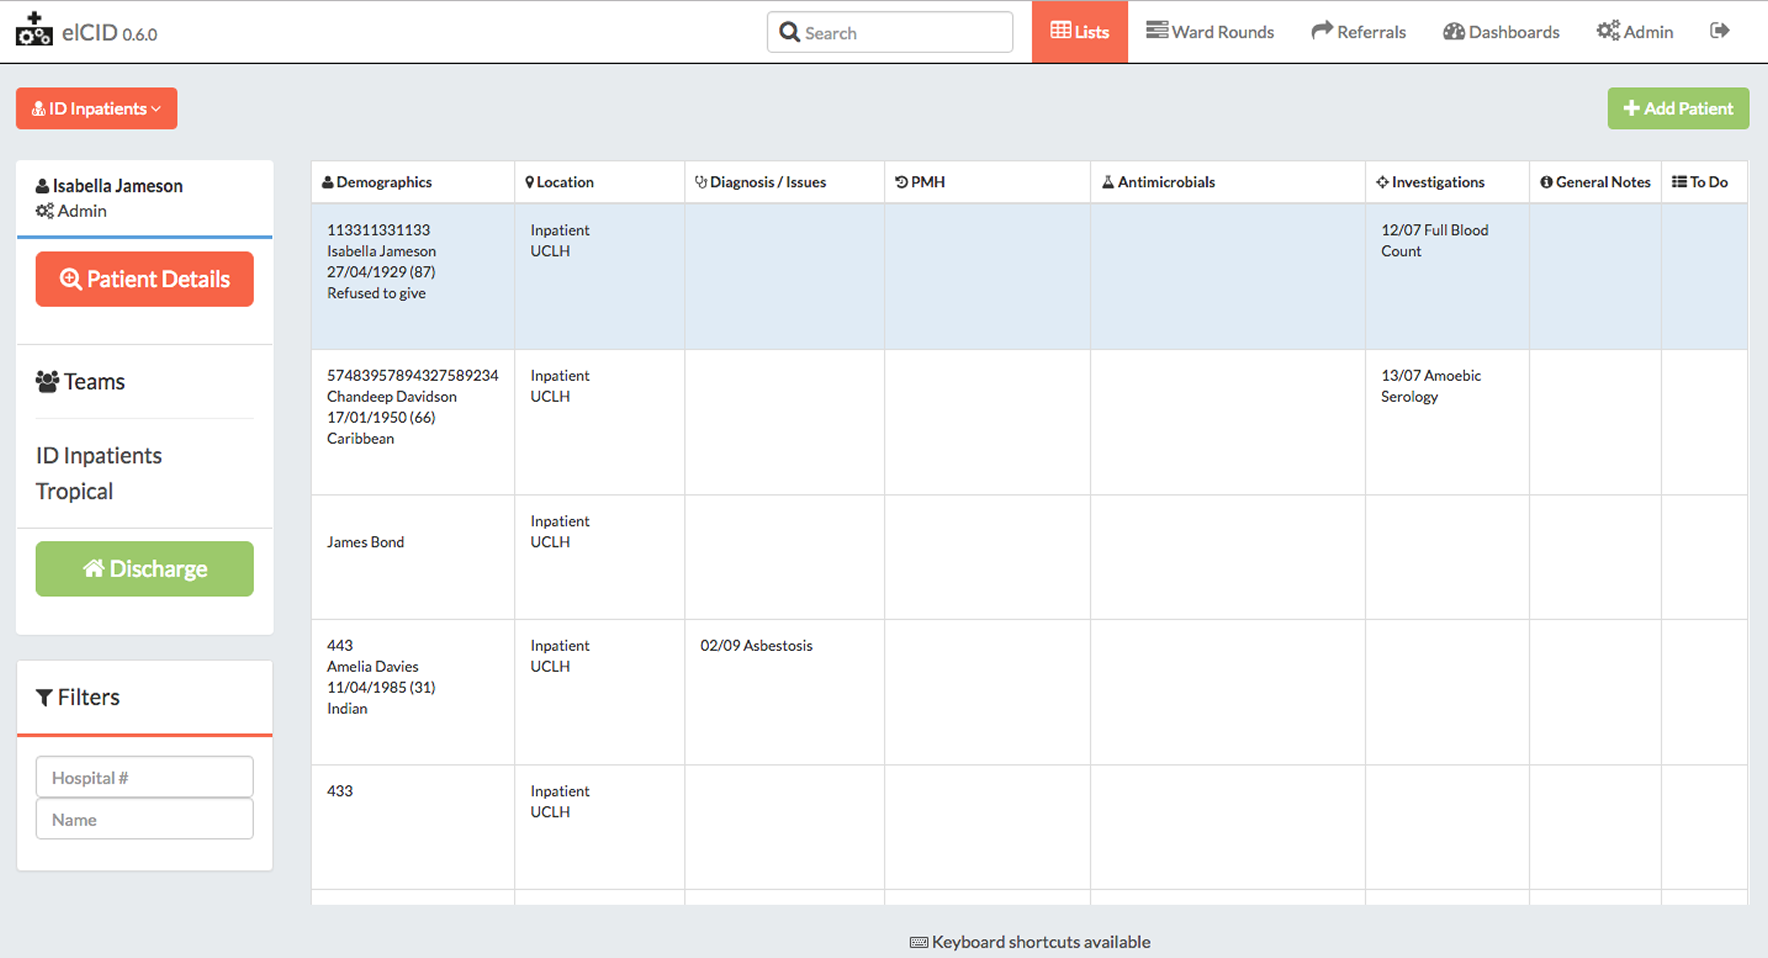 elCID 0.6.0
Search
Lists
Ward Rounds
Referrals
Dashboards
Admin
ID Inpatients
Add Patient
Isabella Jameson
Admin
Patient Details
Teams
ID Inpatients
Tropical
Discharge
Filters
Hospital #
Name
Demographics
Location
Diagnosis / Issues
PMH
Antimicrobials
Investigations
General Notes
To Do
113311331133
Isabella Jameson
27/04/1929 (87)
Refused to give
Inpatient
UCLH
12/07 Full Blood
Count
57483957894327589234
Chandeep Davidson
17/01/1950 (66)
Caribbean
Inpatient
UCLH
13/07 Amoebic
Serology
James Bond
Inpatient
UCLH
443
Amelia Davies
11/04/1985 (31)
Indian
Inpatient
UCLH
02/09 Asbestosis
433
Inpatient
UCLH
Keyboard shortcuts available